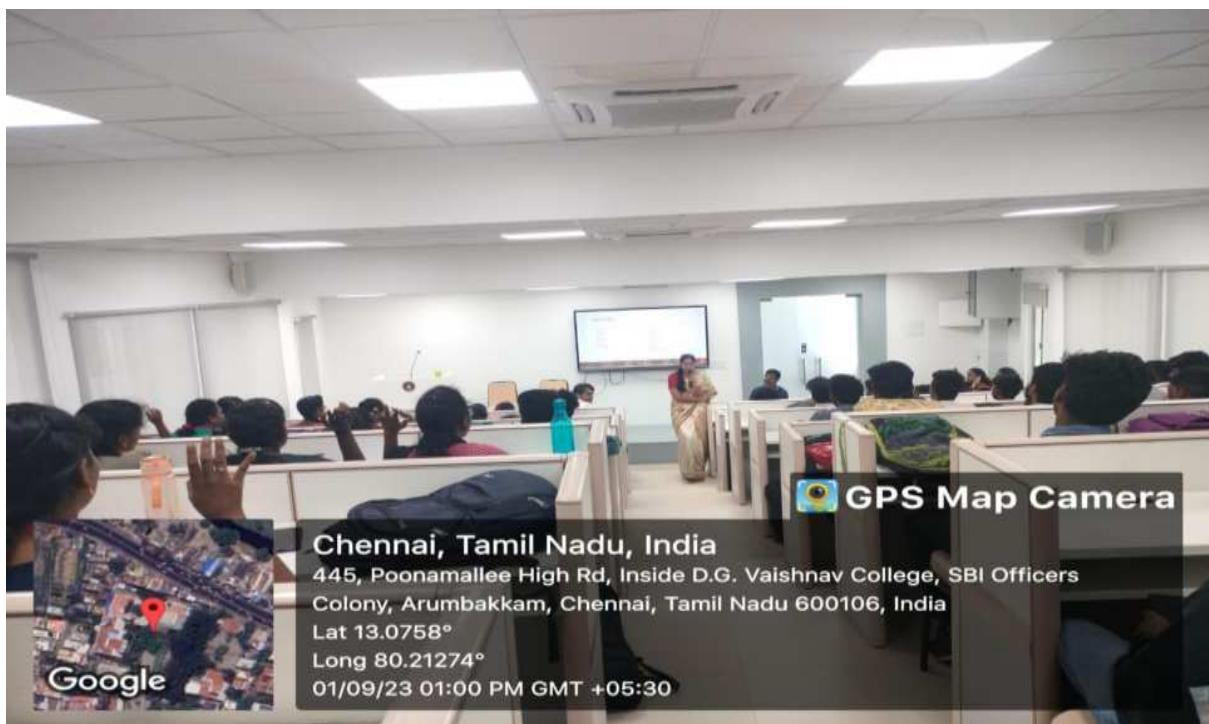 GPS Map Camera
Chennai, Tamil Nadu, India
445, Poonamallee High Rd, Inside D.G. Vaishnav College, SBI Officers
Colony, Arumbakkam, Chennai, Tamil Nadu 600106, India
Lat 13.0758°
Long 80.21274°
01/09/23 01:00 PM GMT +05:30
Google